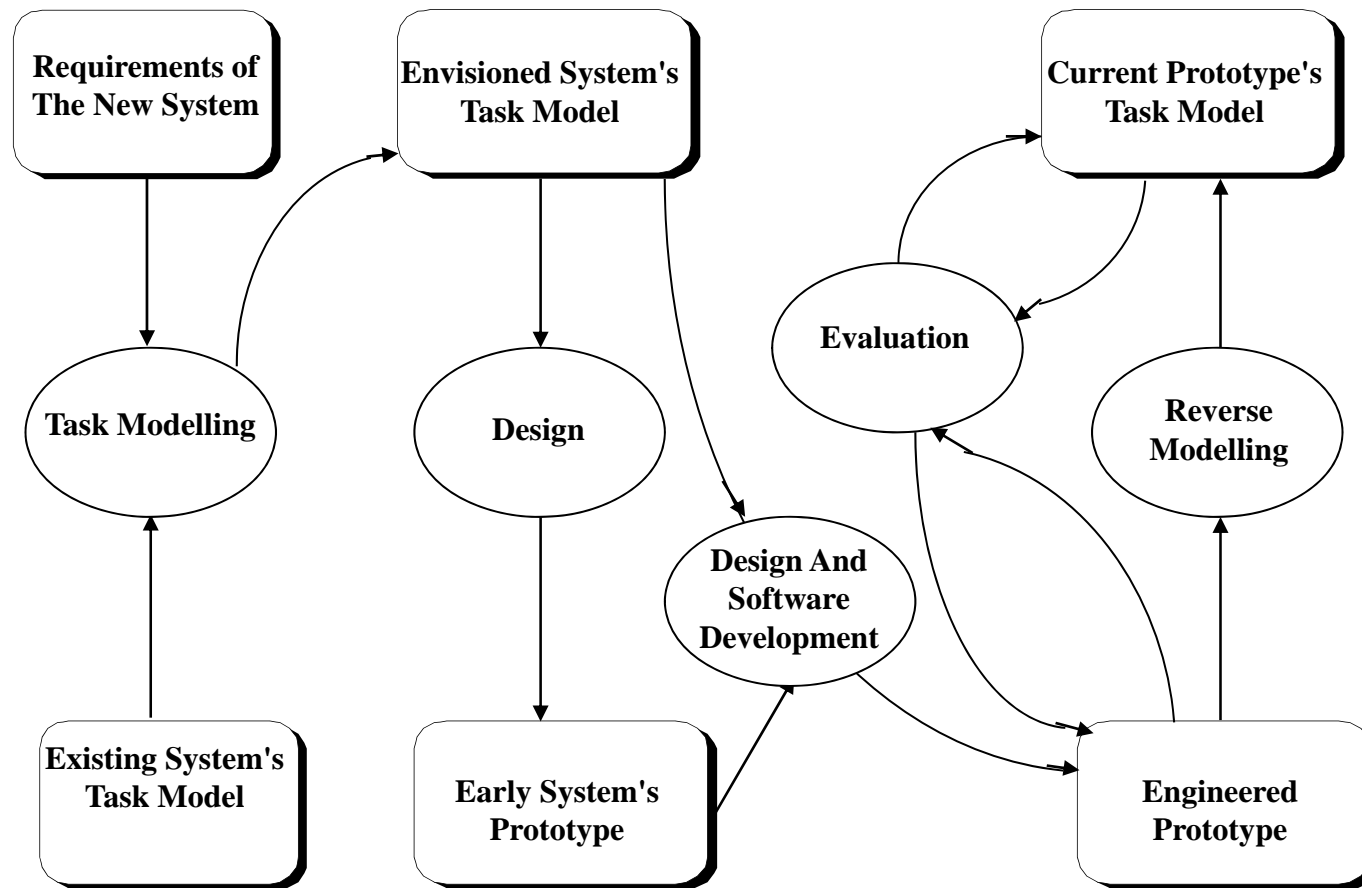 Requirements of
The New System
Envisioned System's
Task Model
Current Prototype's
Task Model
Task Modelling
Design
Evaluation
Reverse
Modelling
Design And
Software
Development
Existing System's
Task Model
Early System's
Prototype
Engineered
Prototype